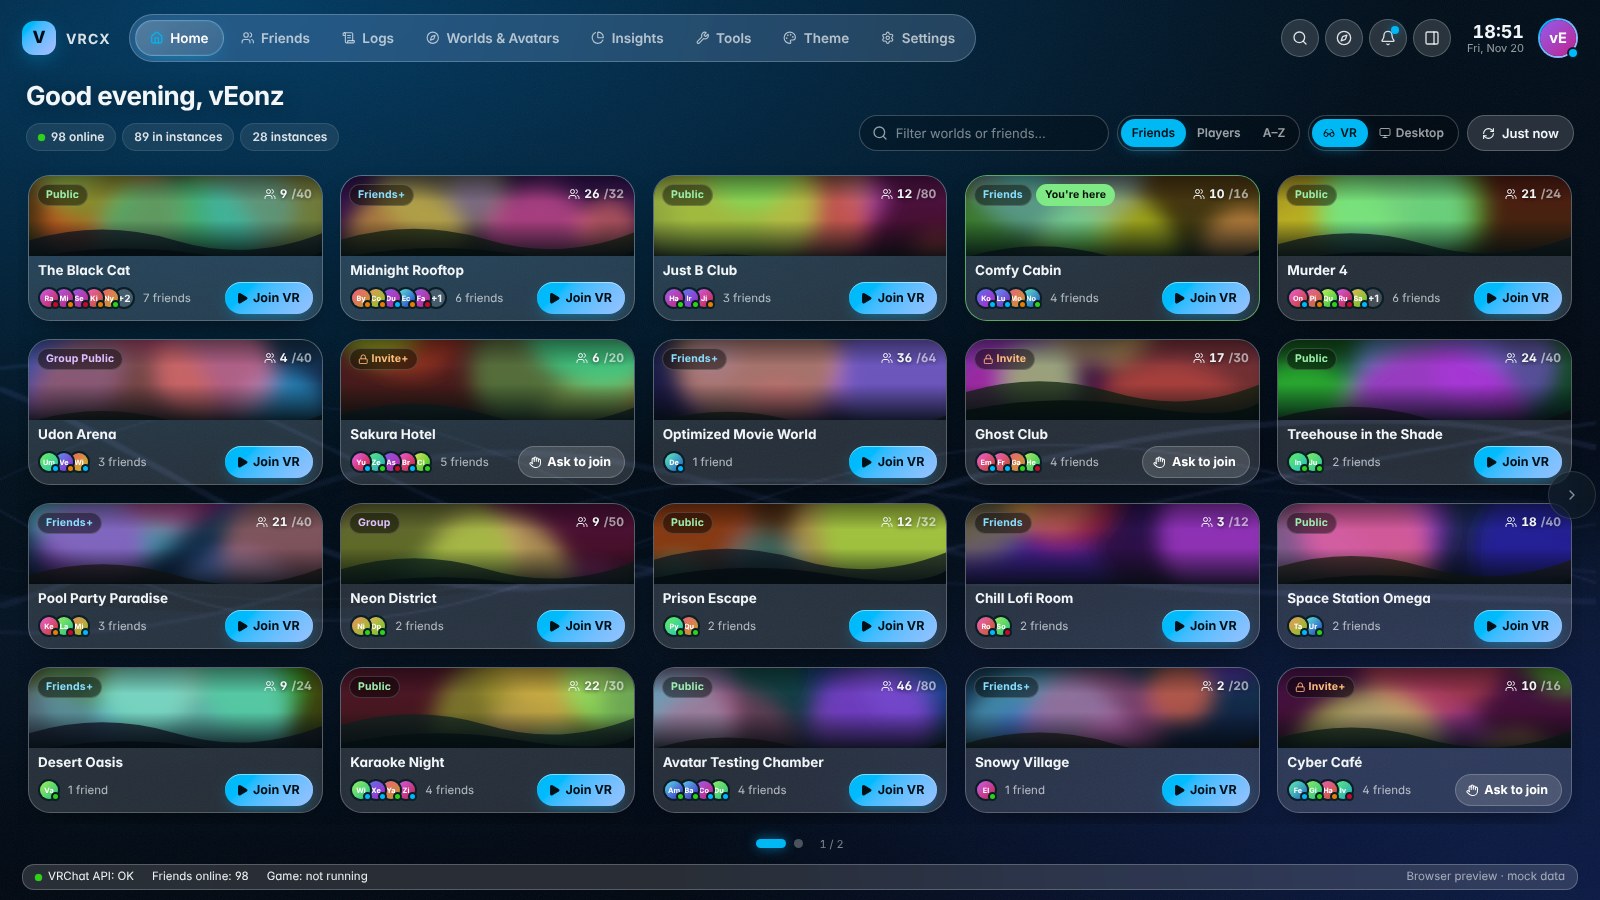 V VRCX Home Friends Logs Worlds & Avatars Insights Tools Theme Settings 18:51 vE
Fri, Nov 20
Good evening, vEonz
98 online 89 in instances 28 instances Filter worlds or friends... Friends Players A–Z VR Desktop Just now
Public 9 /40 Friends+ 26 /32 Public 12 /80 Friends You're here 10 /16 Public 21 /24
The Black Cat Midnight Rooftop Just B Club Comfy Cabin Murder 4
+2 7 friends Join VR +1 6 friends Join VR 3 friends Join VR 4 friends Join VR +1 6 friends Join VR
Group Public 4 /40 Invite+ 6 /20 Friends+ 36 /64 Invite 17 /30 Public 24 /40
Udon Arena Sakura Hotel Optimized Movie World Ghost Club Treehouse in the Shade
3 friends Join VR 5 friends Ask to join 1 friend Join VR 4 friends Ask to join 2 friends Join VR
Friends+ 21 /40 Group 9 /50 Public 12 /32 Friends 3 /12 Public 18 /40
Pool Party Paradise Neon District Prison Escape Chill Lofi Room Space Station Omega
3 friends Join VR 2 friends Join VR 2 friends Join VR 2 friends Join VR 2 friends Join VR
Friends+ 9 /24 Public 22 /30 Public 46 /80 Friends+ 2 /20 Invite+ 10 /16
Desert Oasis Karaoke Night Avatar Testing Chamber Snowy Village Cyber Café
1 friend Join VR 4 friends Join VR 4 friends Join VR 1 friend Join VR 4 friends Ask to join
1 / 2
VRChat API: OK Friends online: 98 Game: not running Browser preview · mock data